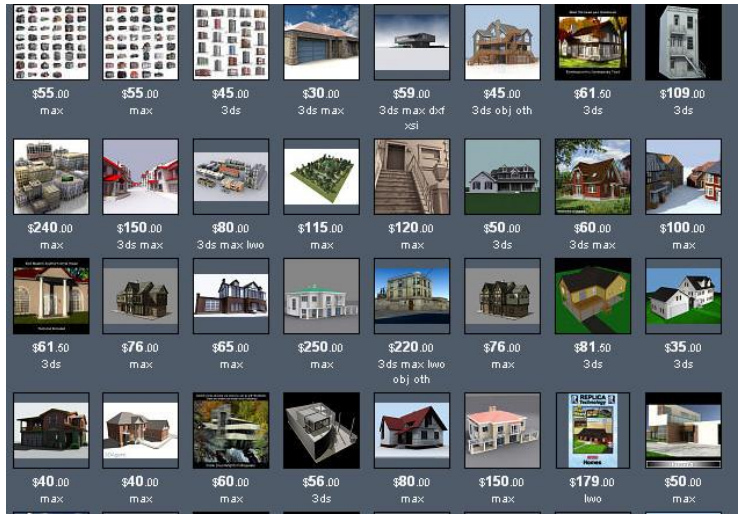 $55.00 $55.00 $45.00 $30.00 $59.00 $45.00 $61.50 $109.00
max max 3ds 3ds max 3ds max dxf 3ds obj oth 3ds 3ds
xsi
$240.00 $150.00 $80.00 $115.00 $120.00 $50.00 $60.00 $100.00
max 3ds max 3ds max lwo max max 3ds 3ds max max
$61.50 $76.00 $65.00 $250.00 $220.00 $76.00 $81.50 $35.00
3ds max max max 3ds max lwo max 3ds 3ds
obj oth
REPLICA
Technology
Homes
$40.00 $40.00 $60.00 $56.00 $80.00 $150.00 $179.00 $50.00
max max max 3ds max max lwo max